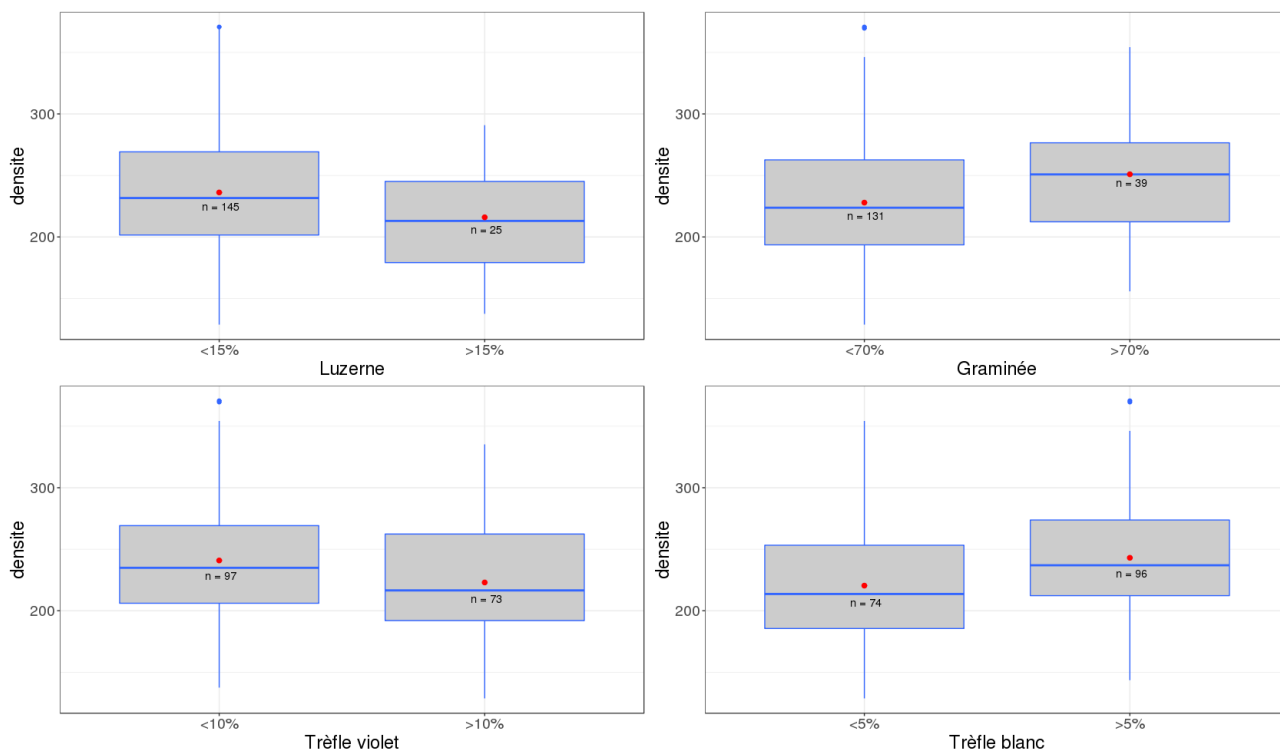 densite
300
200
n = 145
n = 25
<15%
>15%
Luzerne
densite
300
200
n = 131
n = 39
<70%
>70%
Graminée
densite
300
200
n = 97
n = 73
<10%
>10%
Trèfle violet
densite
300
200
n = 74
n = 96
<5%
>5%
Trèfle blanc